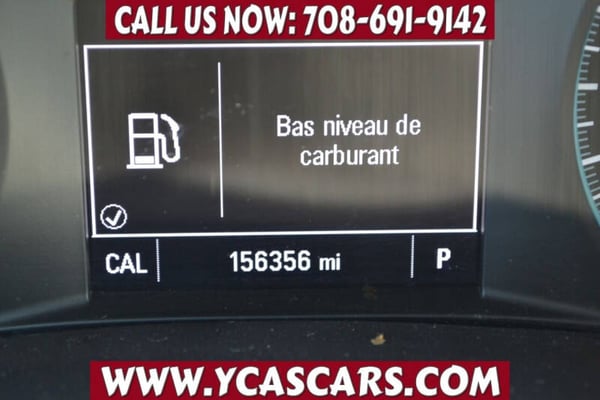 CALL US NOW: 708-691-9142
Bas niveau de
carburant
CAL 156356 mi P
WWW.YCASCARS.COM